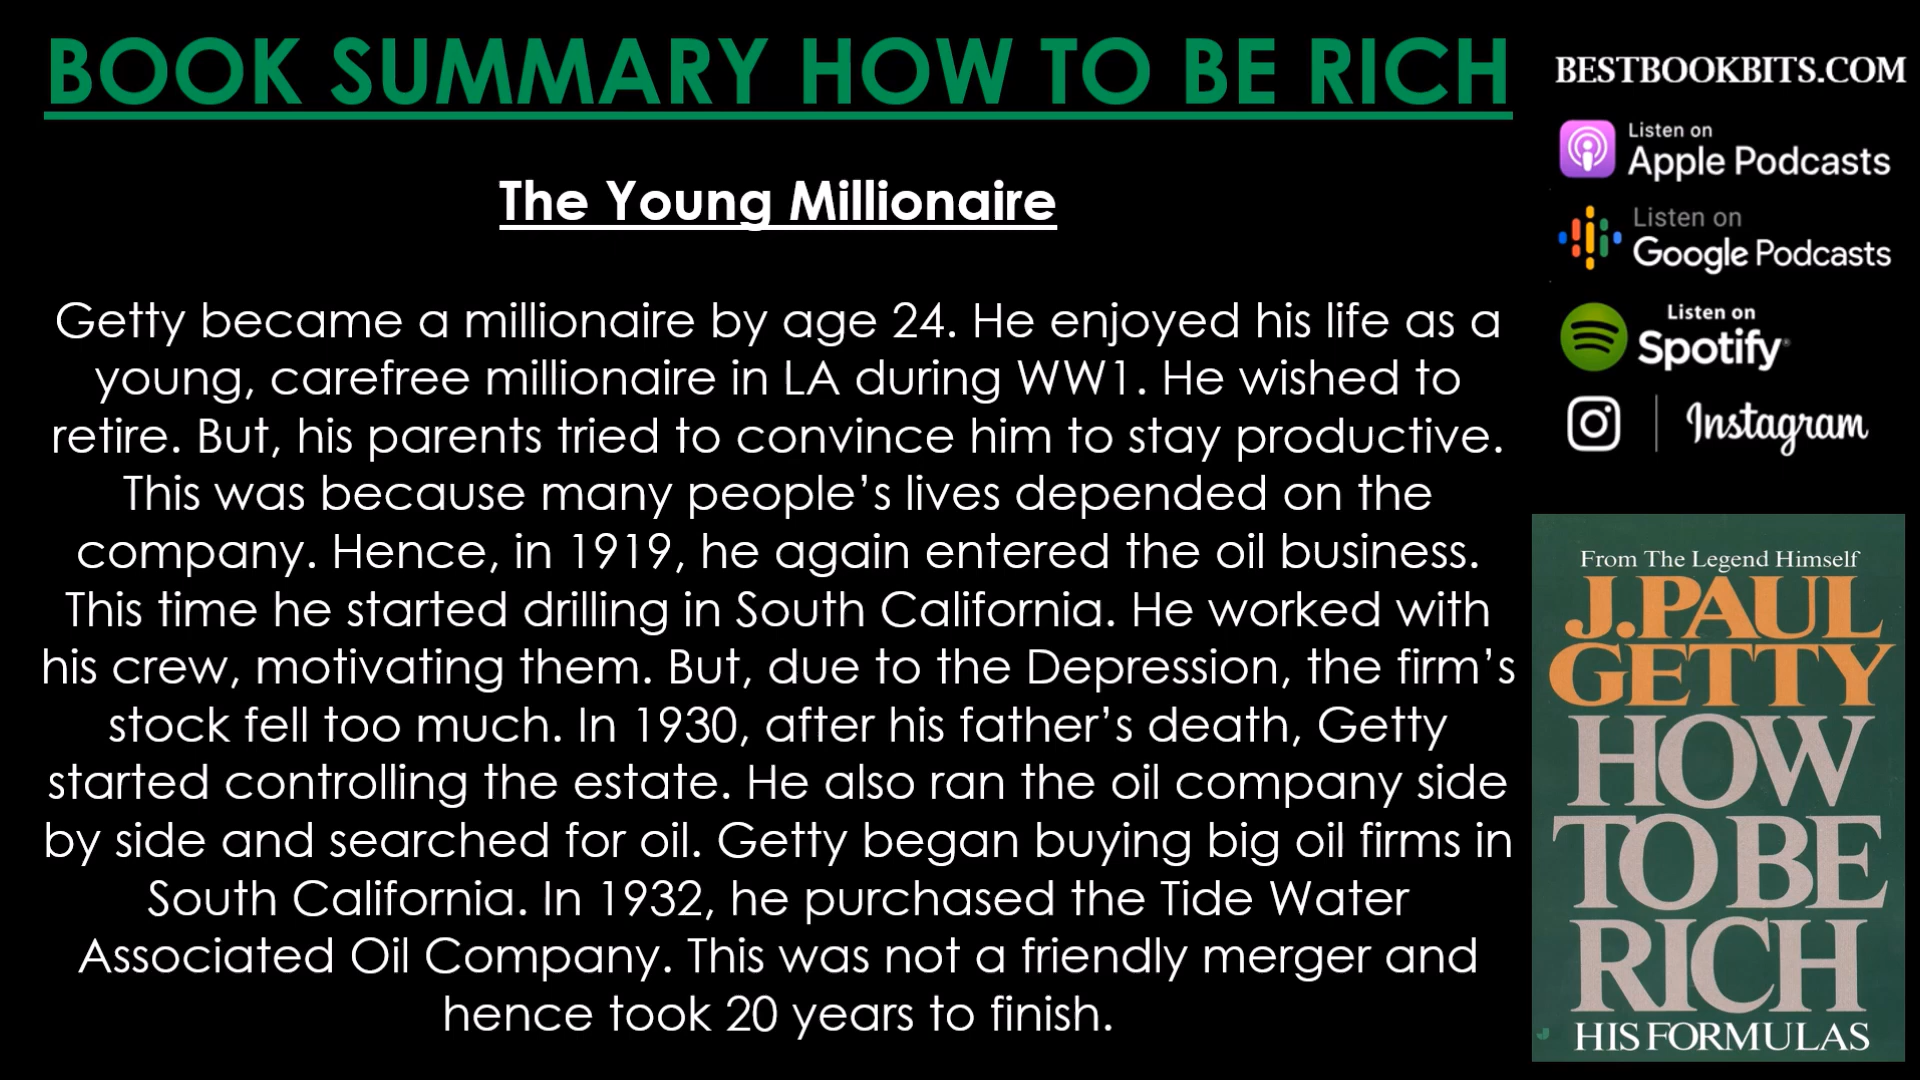 BOOK SUMMARY HOW TO BE RICH
The Young Millionaire
Getty became a millionaire by age 24. He enjoyed his life as a
young, carefree millionaire in LA during WW1. He wished to
retire. But, his parents tried to convince him to stay productive.
This was because many people’s lives depended on the
company. Hence, in 1919, he again entered the oil business.
This time he started drilling in South California. He worked with
his crew, motivating them. But, due to the Depression, the firm’s
stock fell too much. In 1930, after his father’s death, Getty
started controlling the estate. He also ran the oil company side
by side and searched for oil. Getty began buying big oil firms in
South California. In 1932, he purchased the Tide Water
Associated Oil Company. This was not a friendly merger and
hence took 20 years to finish.
BESTBOOKBITS.COM
Listen on
Apple Podcasts
Listen on
Google Podcasts
Listen on
Spotify
Instagram
From The Legend Himself
J.PAUL
GETTY
HOW
TO BE
RICH
HIS FORMULAS